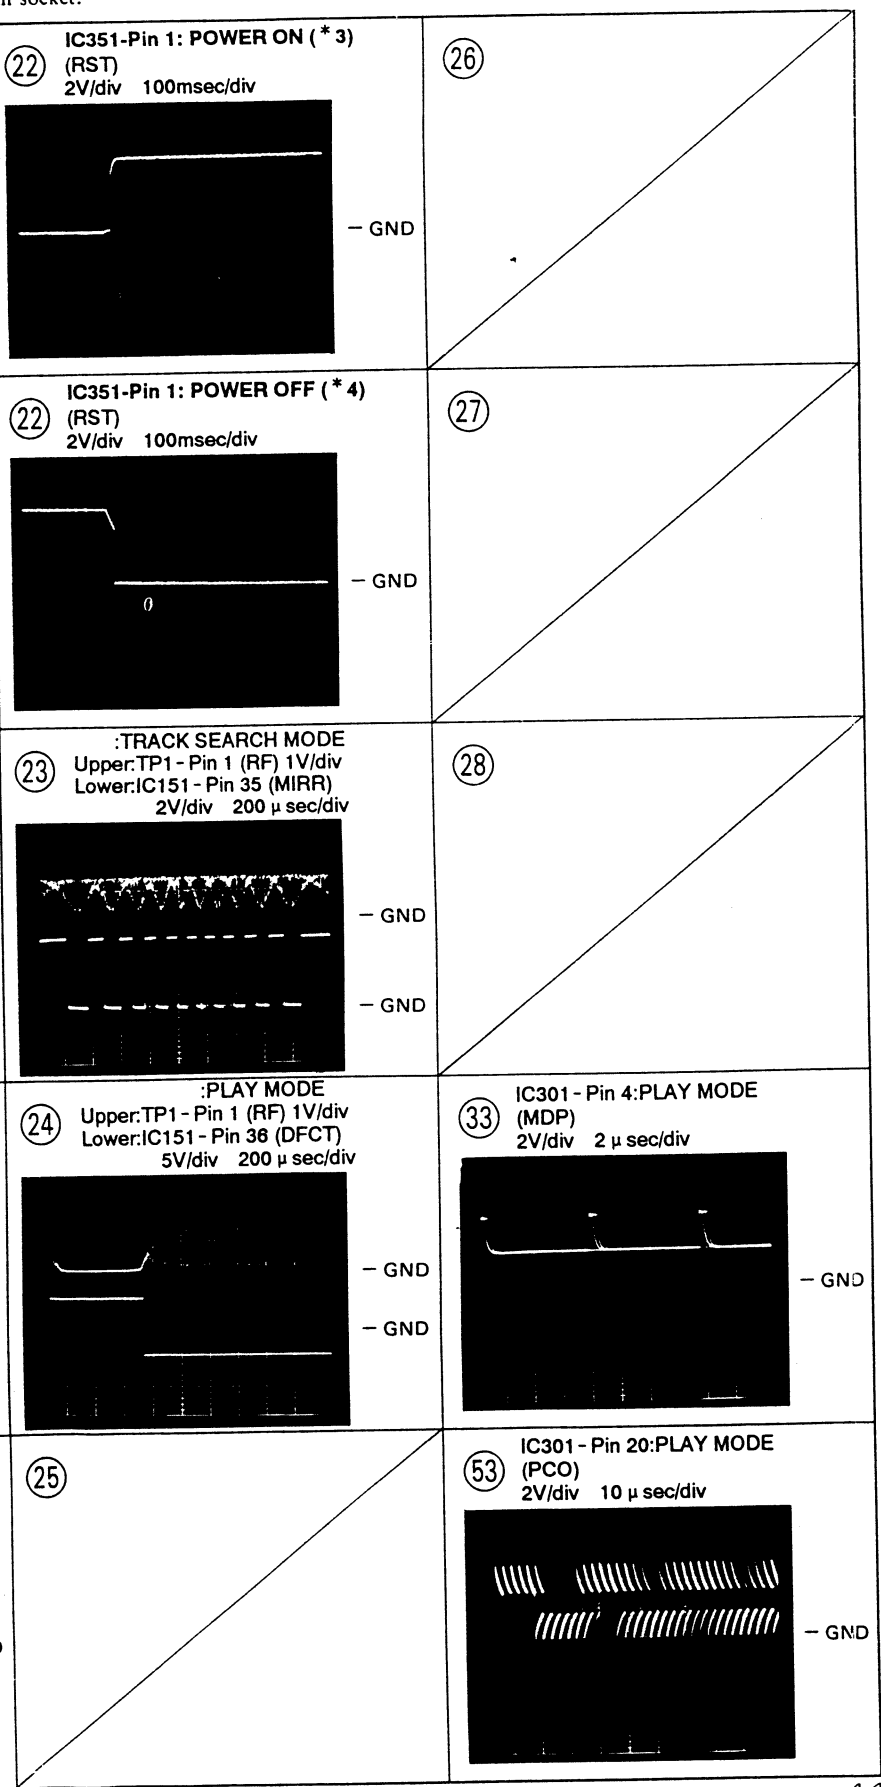 socket.
22
IC351-Pin 1: POWER ON ( * 3)
(RST)
2V/div 100msec/div
– GND
26
22
IC351-Pin 1: POWER OFF ( * 4)
(RST)
2V/div 100msec/div
– GND
27
23
:TRACK SEARCH MODE
Upper:TP1 - Pin 1 (RF) 1V/div
Lower:IC151 - Pin 35 (MIRR)
2V/div 200 μ sec/div
– GND
– GND
28
24
:PLAY MODE
Upper:TP1 - Pin 1 (RF) 1V/div
Lower:IC151 - Pin 36 (DFCT)
5V/div 200 μ sec/div
– GND
– GND
33
IC301 - Pin 4:PLAY MODE
(MDP)
2V/div 2 μ sec/div
– GND
25
53
IC301 - Pin 20:PLAY MODE
(PCO)
2V/div 10 μ sec/div
– GND